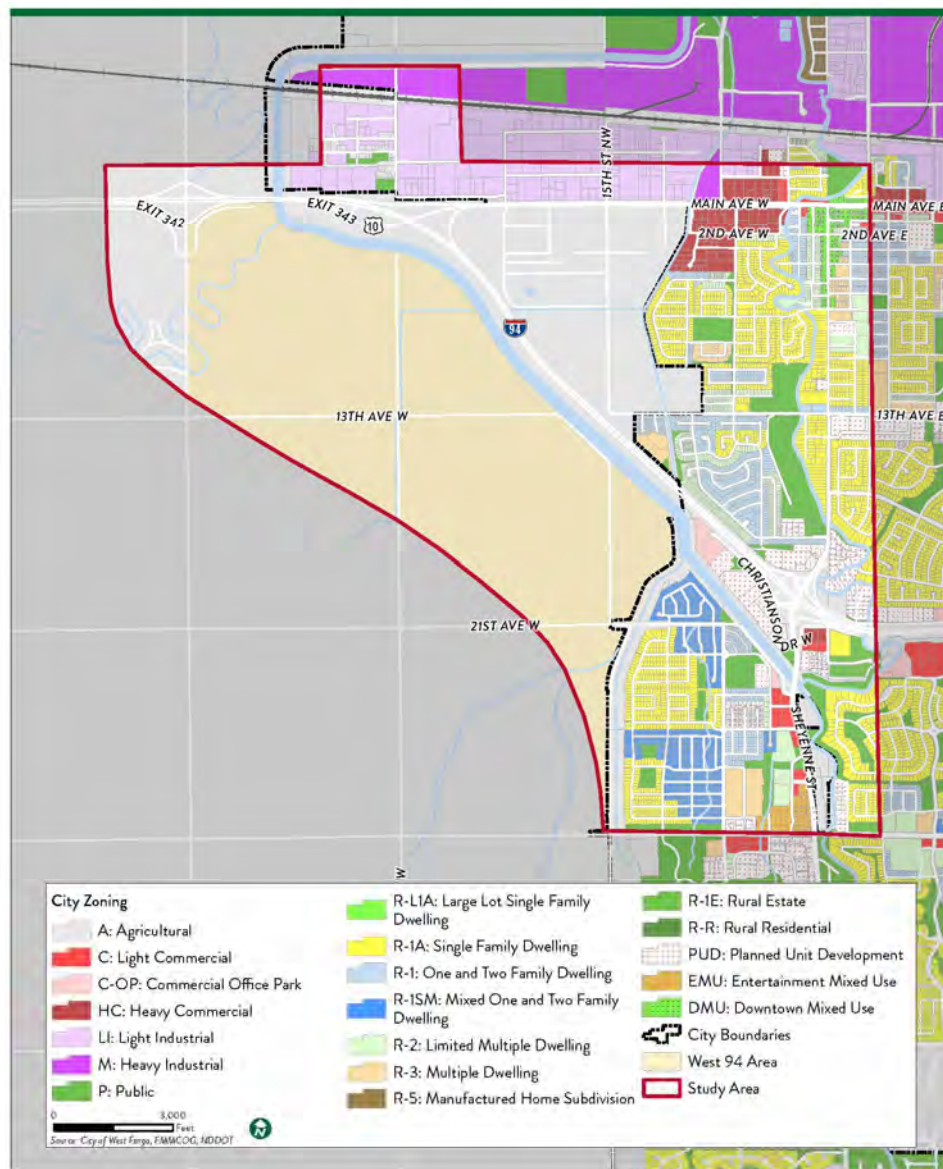 15TH ST NW
EXIT 342
EXIT 343
10
MAIN AVE W
MAIN AVE E
2ND AVE W
2ND AVE E
94
13TH AVE W
13TH AVE E
CHRISTIANSON
DR W
21ST AVE W
SHEYENNE ST
W
City Zoning
A: Agricultural
C: Light Commercial
C-OP: Commercial Office Park
HC: Heavy Commercial
LI: Light Industrial
M: Heavy Industrial
P: Public
R-L1A: Large Lot Single Family
Dwelling
R-1A: Single Family Dwelling
R-1: One and Two Family Dwelling
R-1SM: Mixed One and Two Family
Dwelling
R-2: Limited Multiple Dwelling
R-3: Multiple Dwelling
R-5: Manufactured Home Subdivision
R-1E: Rural Estate
R-R: Rural Residential
PUD: Planned Unit Development
EMU: Entertainment Mixed Use
DMU: Downtown Mixed Use
City Boundaries
West 94 Area
Study Area
0 3,000
Feet
N
Source: City of West Fargo, FMMCOG, NDDOT